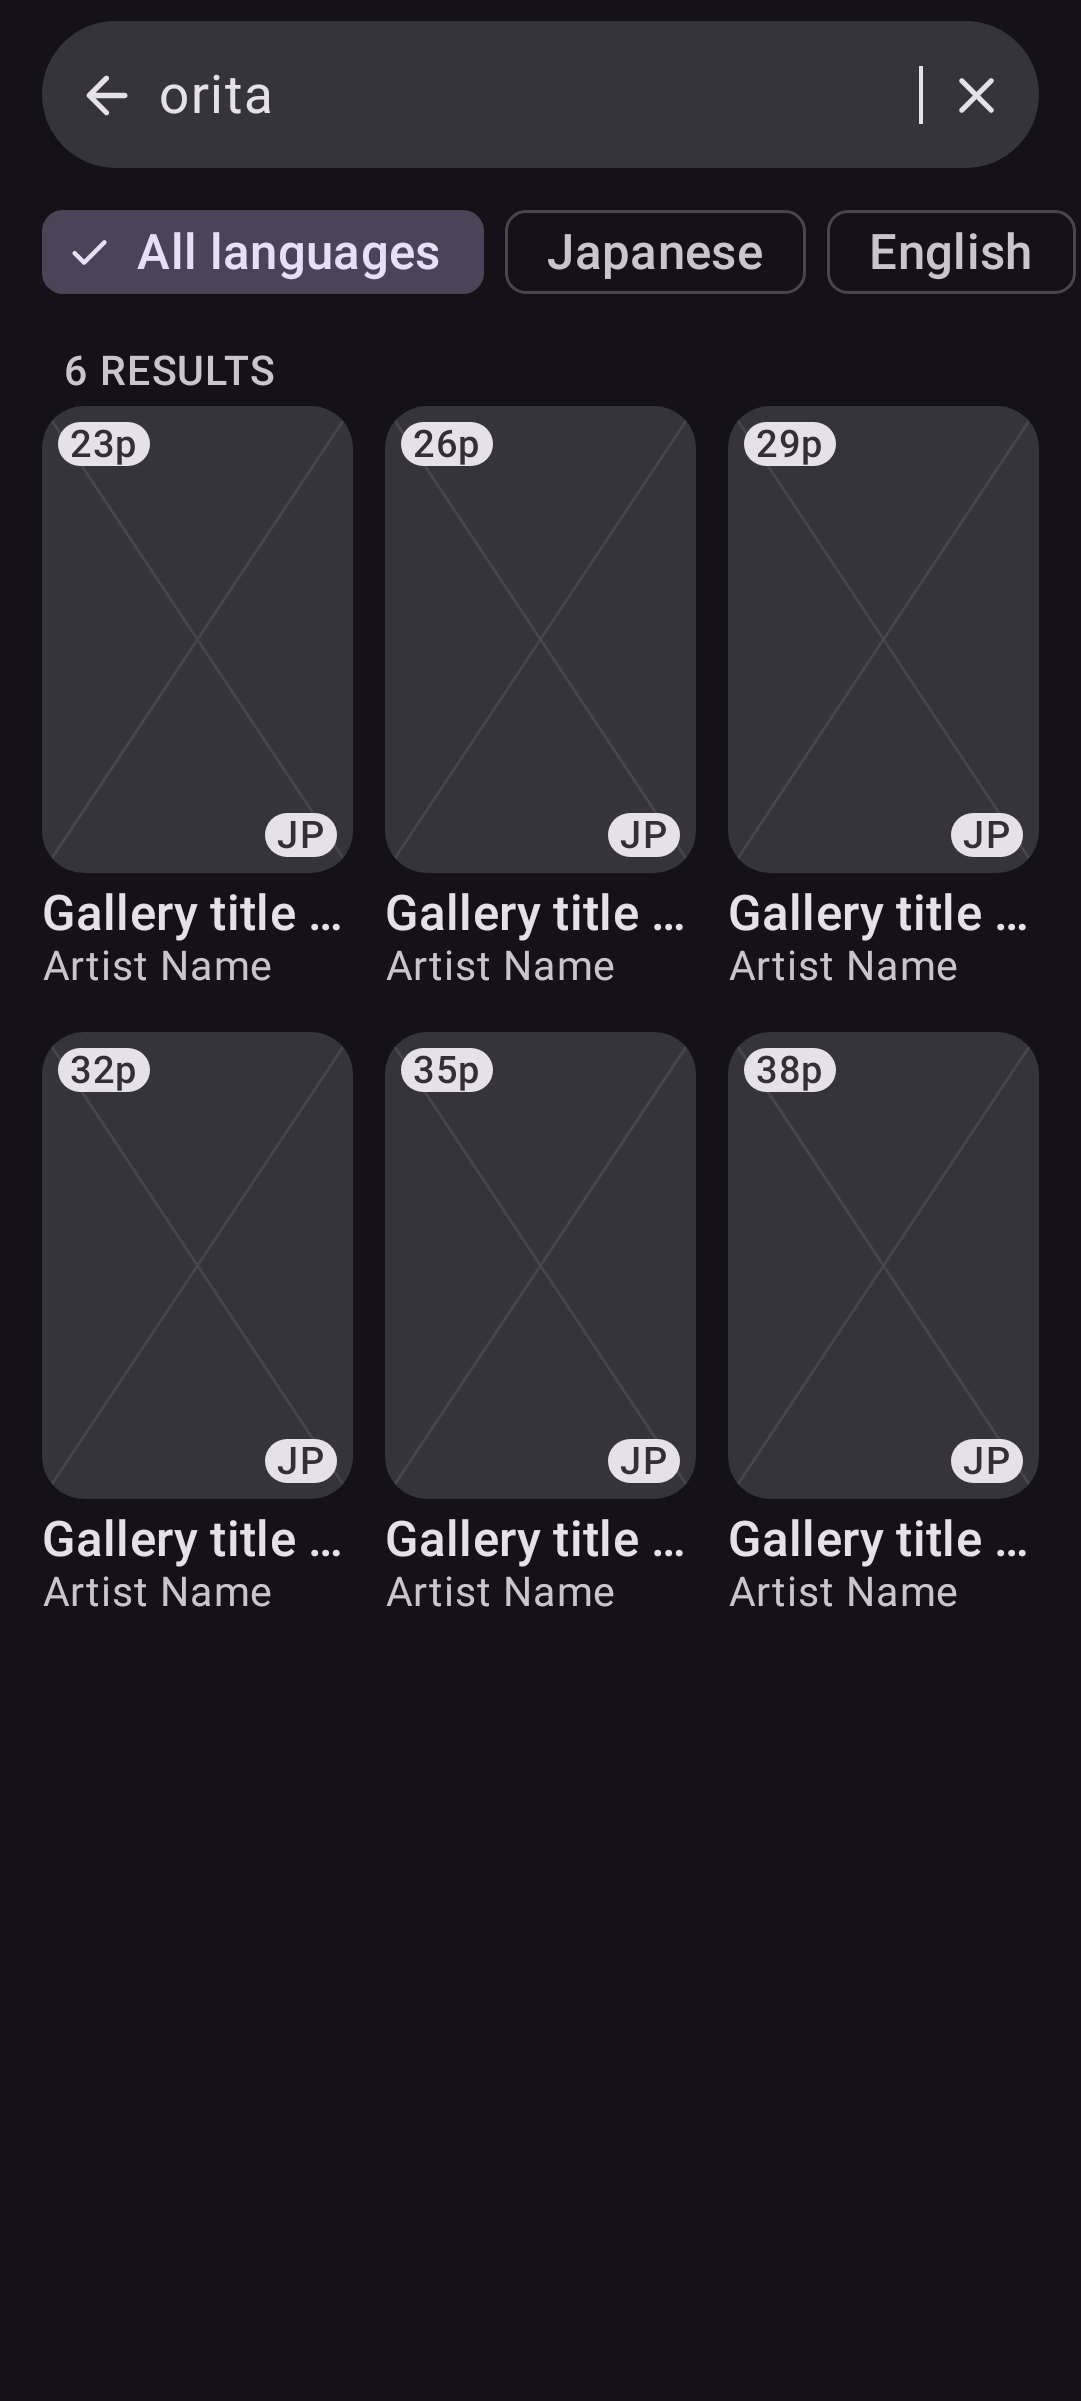 orita
All languages
Japanese
English
6 RESULTS
23p
26p
29p
JP
JP
JP
Gallery title …
Gallery title …
Gallery title …
Artist Name
Artist Name
Artist Name
32p
35p
38p
JP
JP
JP
Gallery title …
Gallery title …
Gallery title …
Artist Name
Artist Name
Artist Name